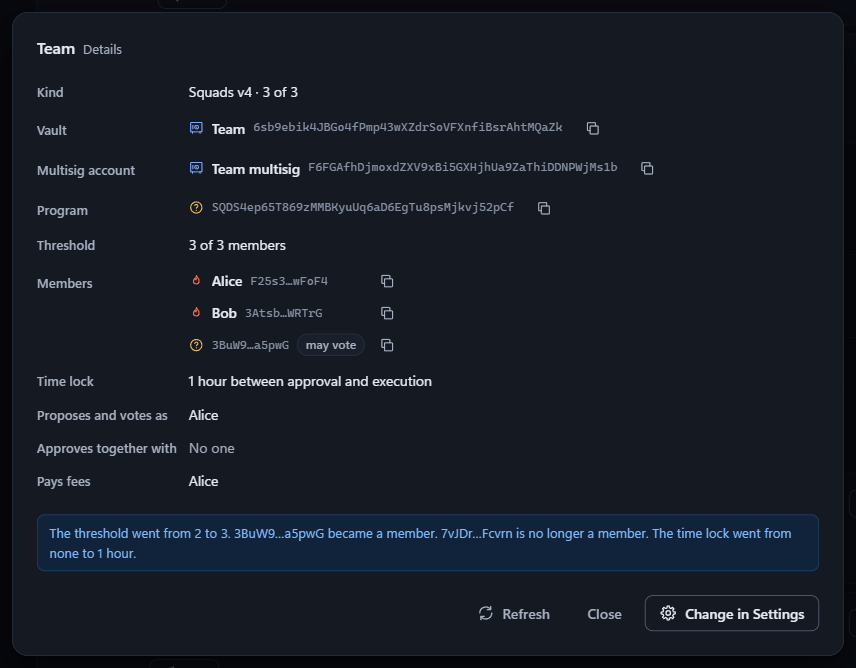 Team Details
Kind Squads v4 · 3 of 3
Vault Team 6sb9ebik4JBGo4fPmp43wXZdrSoVFXnfiBsrAhtMQaZk
Multisig account Team multisig F6FGAfhDjmoxdZXV9xBi5GXHjhUa9ZaThiDDNPWjMs1b
Program SQDS4ep65T869zMMBKyuUq6aD6EgTu8psMjkvj52pCf
Threshold 3 of 3 members
Members Alice F25s3…wFoF4
Bob 3Atsb…WRTrG
3BuW9…a5pwG may vote
Time lock 1 hour between approval and execution
Proposes and votes as Alice
Approves together with No one
Pays fees Alice
The threshold went from 2 to 3. 3BuW9…a5pwG became a member. 7vJDr…Fcvrn is no longer a member. The time lock went from
none to 1 hour.
Refresh Close Change in Settings